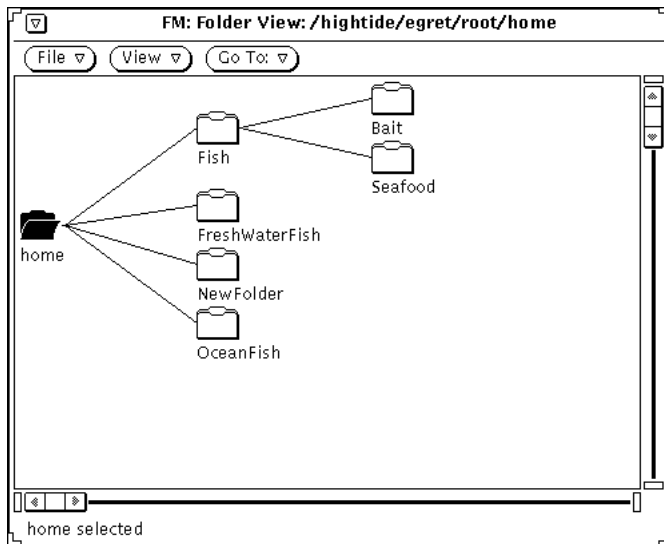 FM: Folder View: /hightide/egret/root/home
File View Go To:
Bait
Fish
Seafood
FreshWaterFish
home
NewFolder
OceanFish
home selected